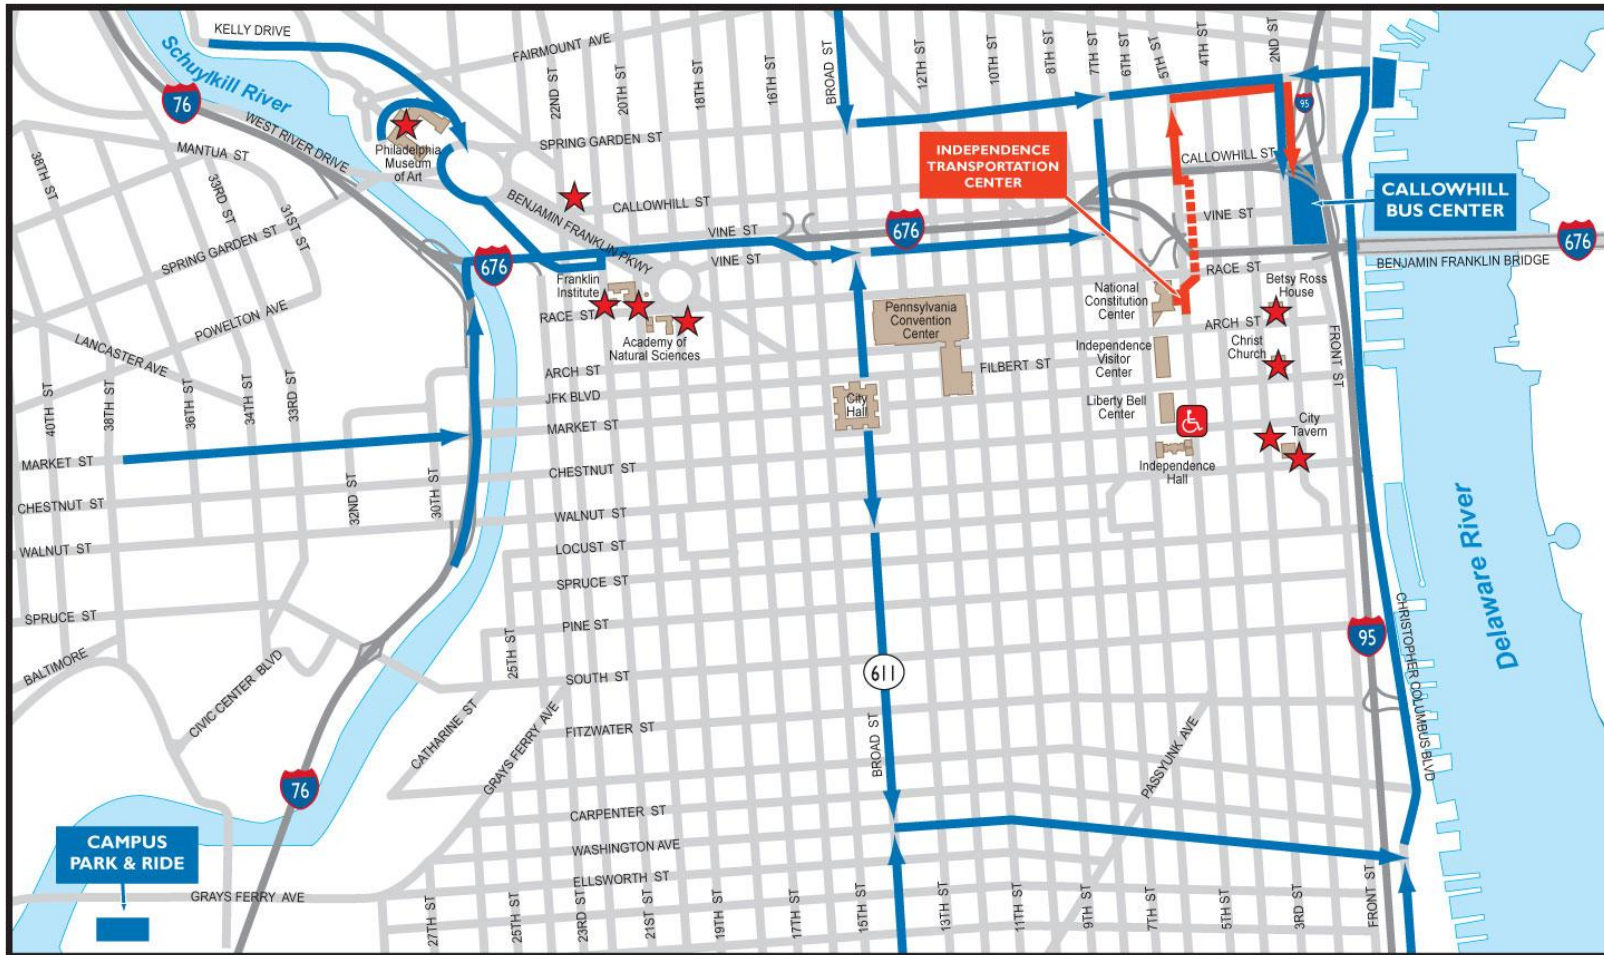 KELLY DRIVE
Schuylkill River
76
WEST RIVER DRIVE
FAIRMOUNT AVE
22ND ST
20TH ST
18TH ST
16TH ST
BROAD ST
12TH ST
10TH ST
8TH ST
7TH ST
6TH ST
5TH ST
4TH ST
2ND ST
95
MANTUA ST
38TH ST
33RD ST
31ST ST
Philadelphia
Museum
of Art
SPRING GARDEN ST
INDEPENDENCE
TRANSPORTATION
CENTER
CALLOWHILL ST
CALLOWHILL
BUS CENTER
CALLOWHILL ST
BENJAMIN FRANKLIN PKWY
VINE ST
SPRING GARDEN ST
VINE ST
676
676
VINE ST
676
BENJAMIN FRANKLIN BRIDGE
RACE ST
Franklin
Institute
RACE ST
Academy of
Natural Sciences
Pennsylvania
Convention
Center
National
Constitution
Center
Betsy Ross
House
ARCH ST
Christ
Church
FRONT ST
POWELTON AVE
LANCASTER AVE
Independence
Visitor
Center
FILBERT ST
ARCH ST
JFK BLVD
40TH ST
38TH ST
36TH ST
34TH ST
33RD ST
City
Hall
Liberty Bell
Center
City
Tavern
MARKET ST
MARKET ST
Independence
Hall
CHESTNUT ST
CHESTNUT ST
32ND ST
30TH ST
WALNUT ST
WALNUT ST
LOCUST ST
SPRUCE ST
Delaware River
SPRUCE ST
PINE ST
25TH ST
95
CHRISTOPHER COLUMBUS BLVD
BALTIMORE
CIVIC CENTER BLVD
SOUTH ST
611
CATHARINE ST
GRAYS FERRY AVE
FITZWATER ST
BROAD ST
PASSYUNK AVE
76
CARPENTER ST
CAMPUS
PARK & RIDE
WASHINGTON AVE
ELLSWORTH ST
GRAYS FERRY AVE
27TH ST
25TH ST
23RD ST
21ST ST
19TH ST
17TH ST
15TH ST
13TH ST
11TH ST
9TH ST
7TH ST
5TH ST
3RD ST
FRONT ST